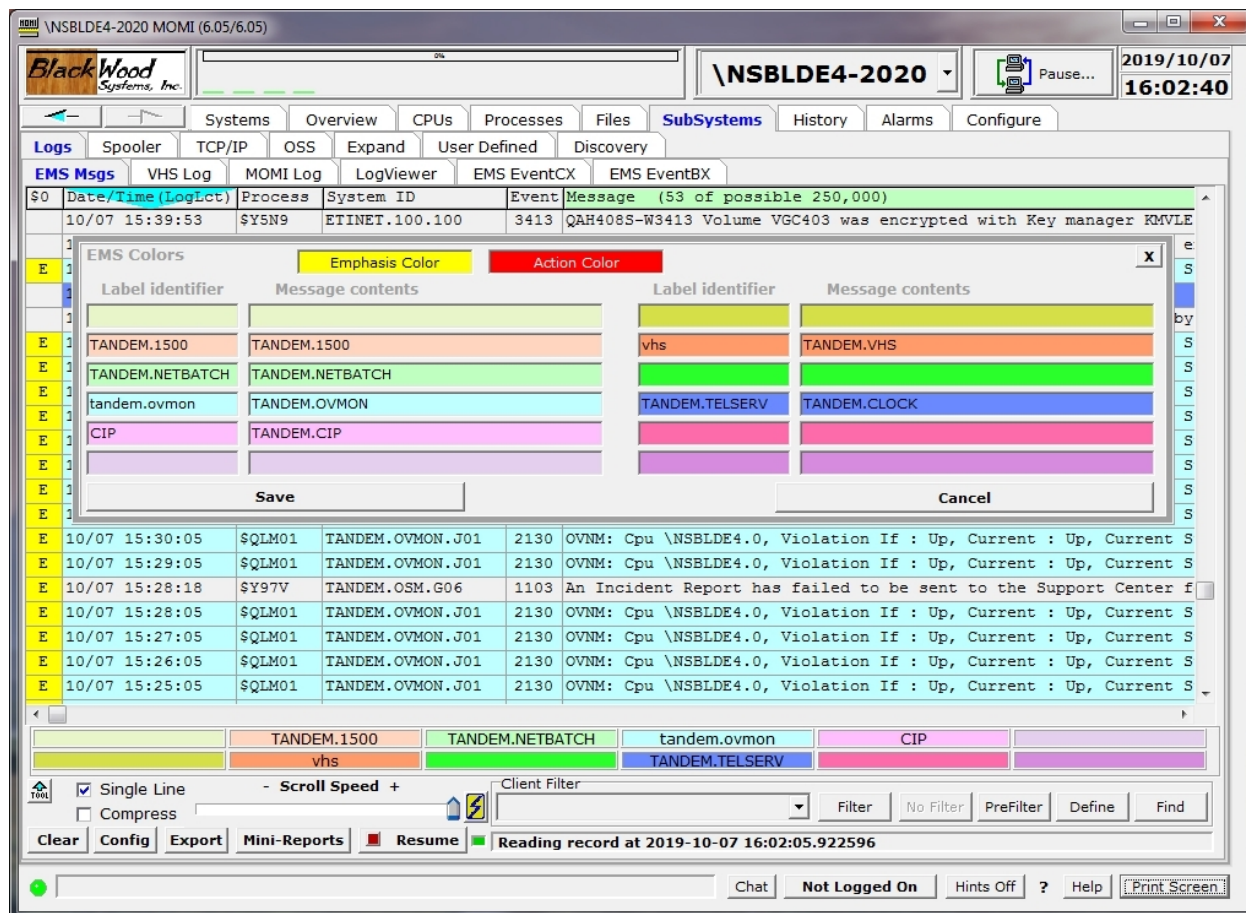 \NSBLDE4-2020 MOMI (6.05/6.05)
BlackWood Systems, Inc.
0%
\NSBLDE4-2020
Pause...
2019/10/07
16:02:40
Systems Overview CPUs Processes Files SubSystems History Alarms Configure
Logs Spooler TCP/IP OSS Expand User Defined Discovery
EMS Msgs VHS Log MOMI Log LogViewer EMS EventCX EMS EventBX
$0 Date/Time(LogLct) Process System ID Event Message (53 of possible 250,000)
10/07 15:39:53 $Y5N9 ETINET.100.100 3413 QAH408S-W3413 Volume VGC403 was encrypted with Key manager KMVLE
EMS Colors Emphasis Color Action Color X
Label identifier Message contents Label identifier Message contents
TANDEM.1500 TANDEM.1500 vhs TANDEM.VHS
TANDEM.NETBATCH TANDEM.NETBATCH
tandem.ovmon TANDEM.OVMON TANDEM.TELSERV TANDEM.CLOCK
CIP TANDEM.CIP
Save Cancel
E 10/07 15:30:05 $QLM01 TANDEM.OVMON.J01 2130 OVNM: Cpu \NSBLDE4.0, Violation If : Up, Current : Up, Current S
E 10/07 15:29:05 $QLM01 TANDEM.OVMON.J01 2130 OVNM: Cpu \NSBLDE4.0, Violation If : Up, Current : Up, Current S
E 10/07 15:28:18 $Y97V TANDEM.OSM.G06 1103 An Incident Report has failed to be sent to the Support Center f
E 10/07 15:28:05 $QLM01 TANDEM.OVMON.J01 2130 OVNM: Cpu \NSBLDE4.0, Violation If : Up, Current : Up, Current S
E 10/07 15:27:05 $QLM01 TANDEM.OVMON.J01 2130 OVNM: Cpu \NSBLDE4.0, Violation If : Up, Current : Up, Current S
E 10/07 15:26:05 $QLM01 TANDEM.OVMON.J01 2130 OVNM: Cpu \NSBLDE4.0, Violation If : Up, Current : Up, Current S
E 10/07 15:25:05 $QLM01 TANDEM.OVMON.J01 2130 OVNM: Cpu \NSBLDE4.0, Violation If : Up, Current : Up, Current S
TANDEM.1500 TANDEM.NETBATCH tandem.ovmon CIP
vhs TANDEM.TELSERV
TOOL Single Line - Scroll Speed + Client Filter
Compress Filter No Filter PreFilter Define Find
Clear Config Export Mini-Reports Resume Reading record at 2019-10-07 16:02:05.922596
Chat Not Logged On Hints Off ? Help Print Screen